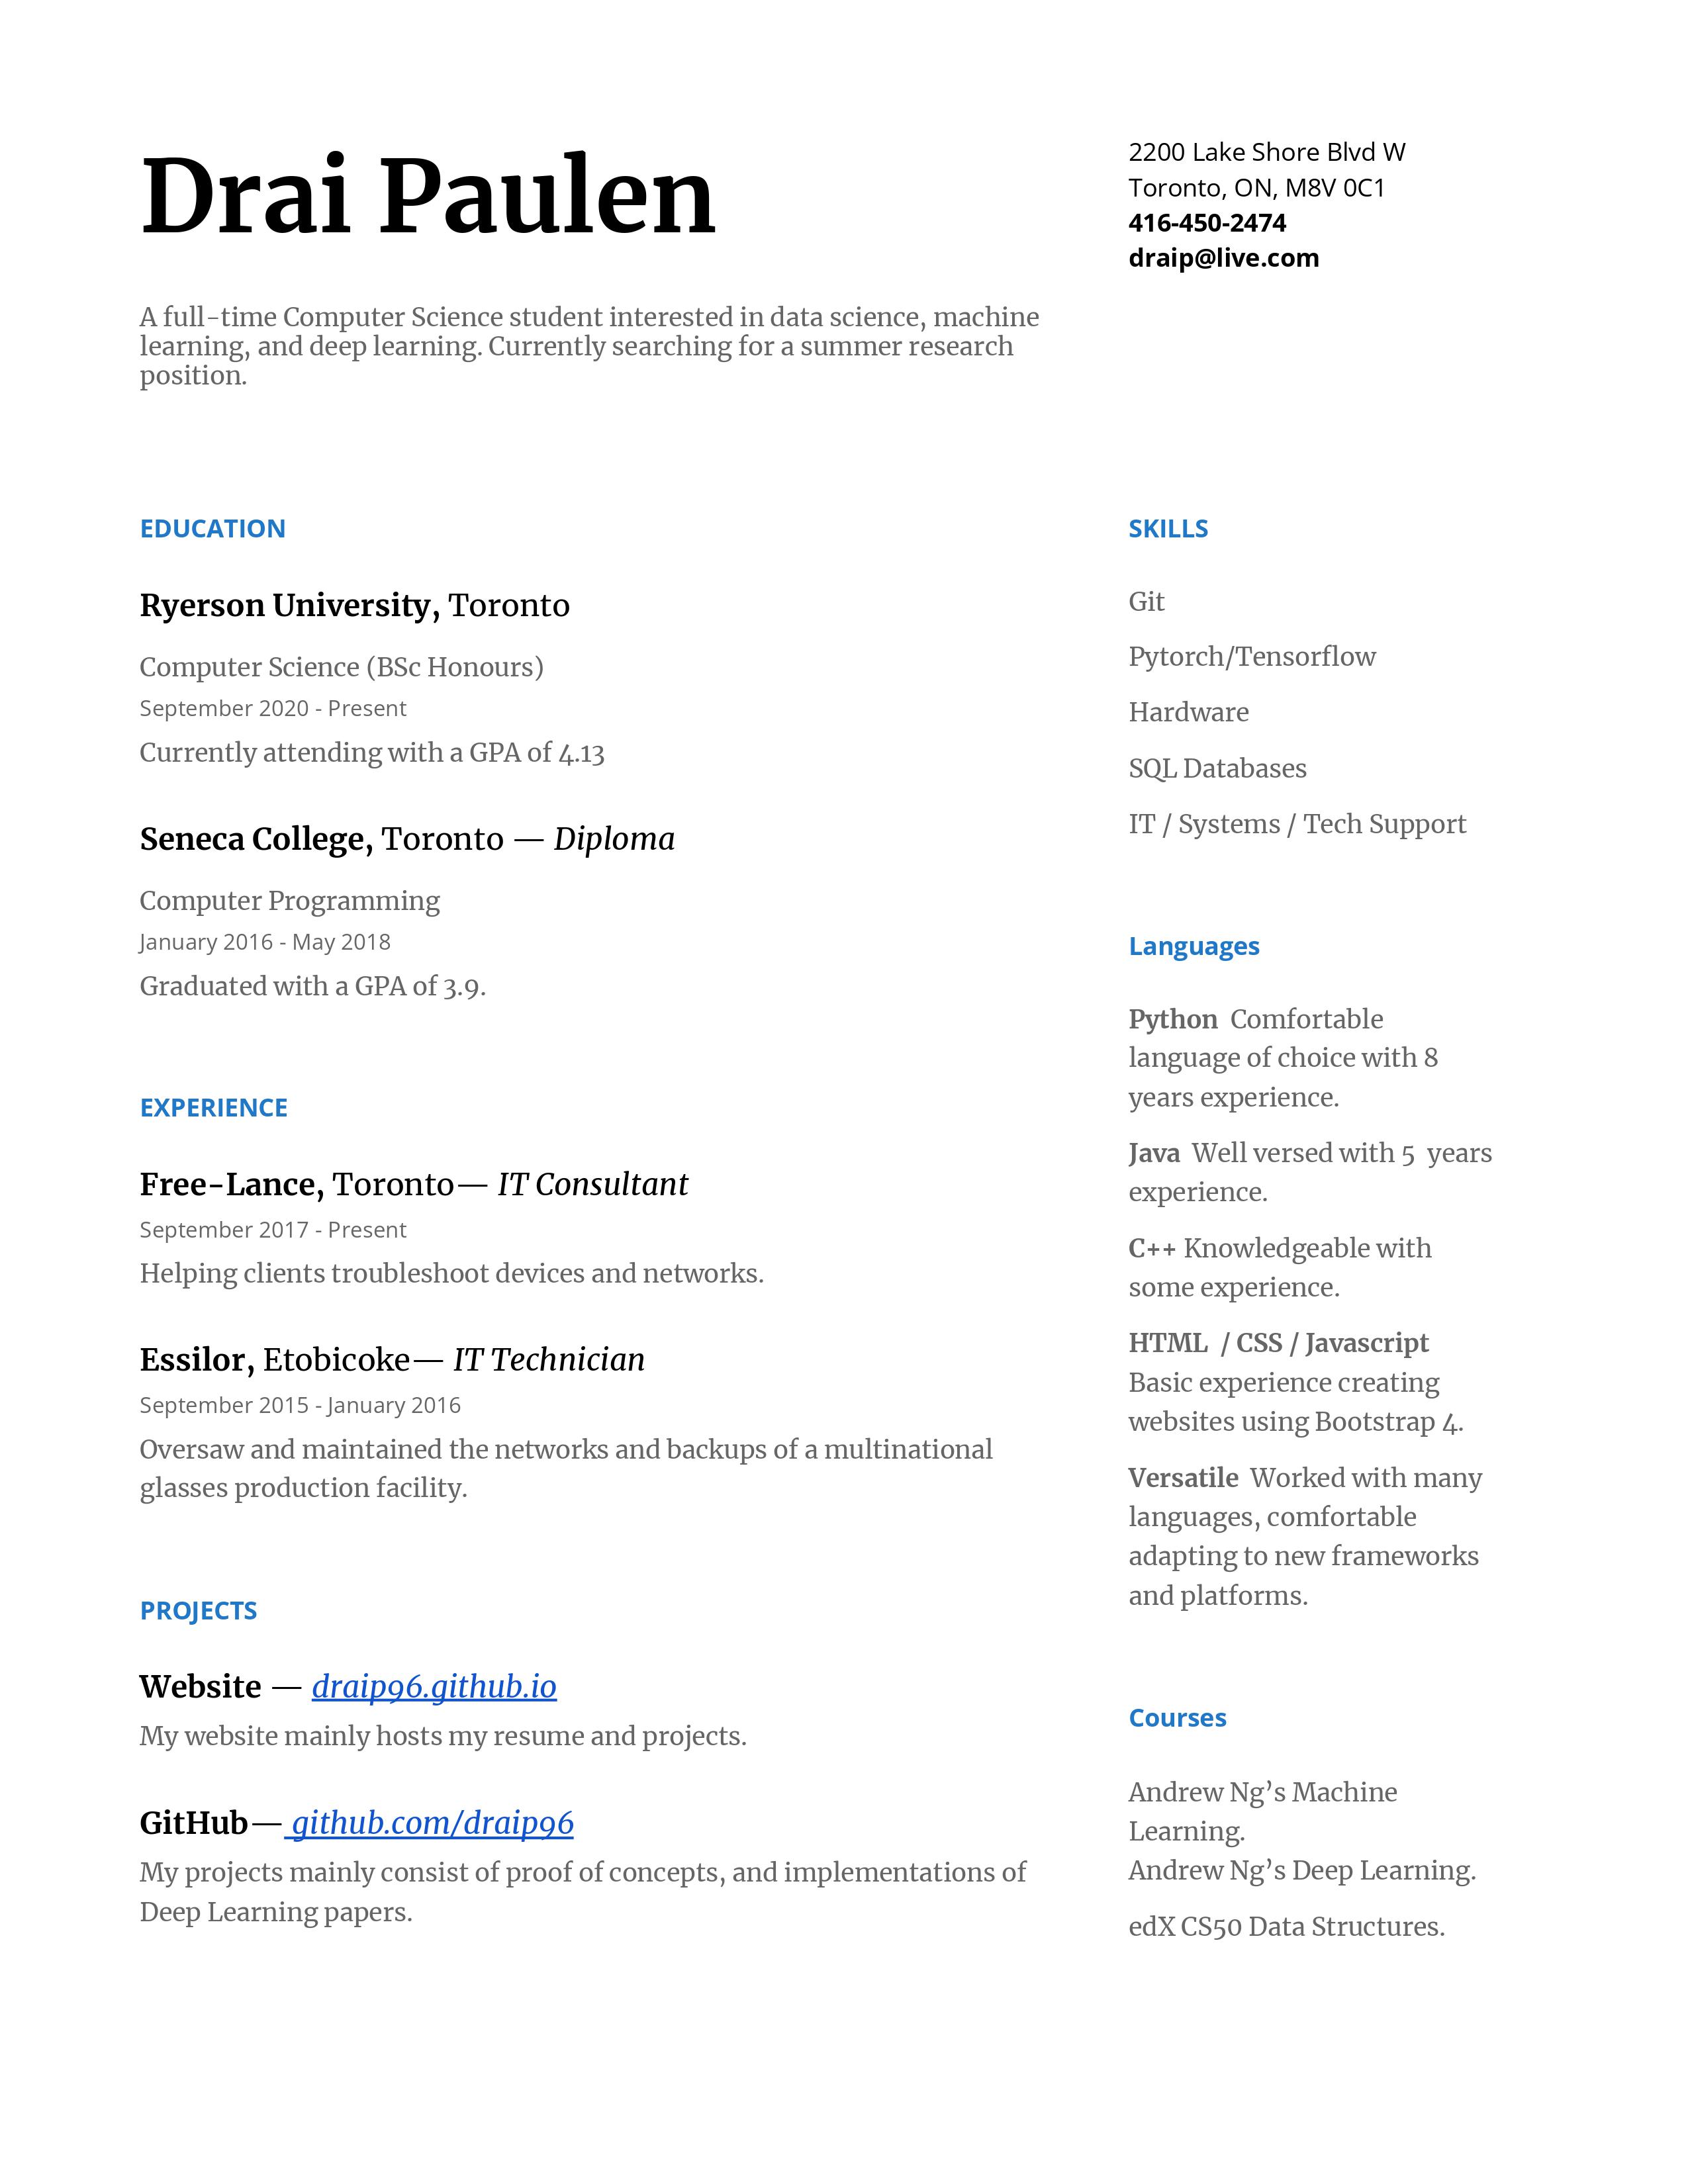 Drai Paulen
A full-time Computer Science student interested in data science, machine
learning, and deep learning. Currently searching for a summer research
position.
2200 Lake Shore Blvd W
Toronto, ON, M8V 0C1
416-450-2474
draip@live.com
EDUCATION
Ryerson University, Toronto
Computer Science (BSc Honours)
September 2020 - Present
Currently attending with a GPA of 4.13
Seneca College, Toronto — Diploma
Computer Programming
January 2016 - May 2018
Graduated with a GPA of 3.9.
EXPERIENCE
Free-Lance, Toronto— IT Consultant
September 2017 - Present
Helping clients troubleshoot devices and networks.
Essilor, Etobicoke— IT Technician
September 2015 - January 2016
Oversaw and maintained the networks and backups of a multinational
glasses production facility.
PROJECTS
Website — draip96.github.io
My website mainly hosts my resume and projects.
GitHub— github.com/draip96
My projects mainly consist of proof of concepts, and implementations of
Deep Learning papers.
SKILLS
Git
Pytorch/Tensorflow
Hardware
SQL Databases
IT / Systems / Tech Support
Languages
Python  Comfortable
language of choice with 8
years experience.
Java  Well versed with 5  years
experience.
C++ Knowledgeable with
some experience.
HTML  / CSS / Javascript
Basic experience creating
websites using Bootstrap 4.
Versatile  Worked with many
languages, comfortable
adapting to new frameworks
and platforms.
Courses
Andrew Ng’s Machine
Learning.
Andrew Ng’s Deep Learning.
edX CS50 Data Structures.